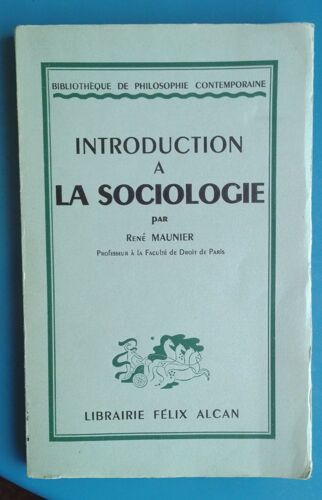 BIBLIOTHÈQUE DE PHILOSOPHIE CONTEMPORAINE
INTRODUCTION
A
LA SOCIOLOGIE
PAR
RENÉ MAUNIER
PROFESSEUR À LA FACULTÉ DE DROIT DE PARIS
LIBRAIRIE FÉLIX ALCAN